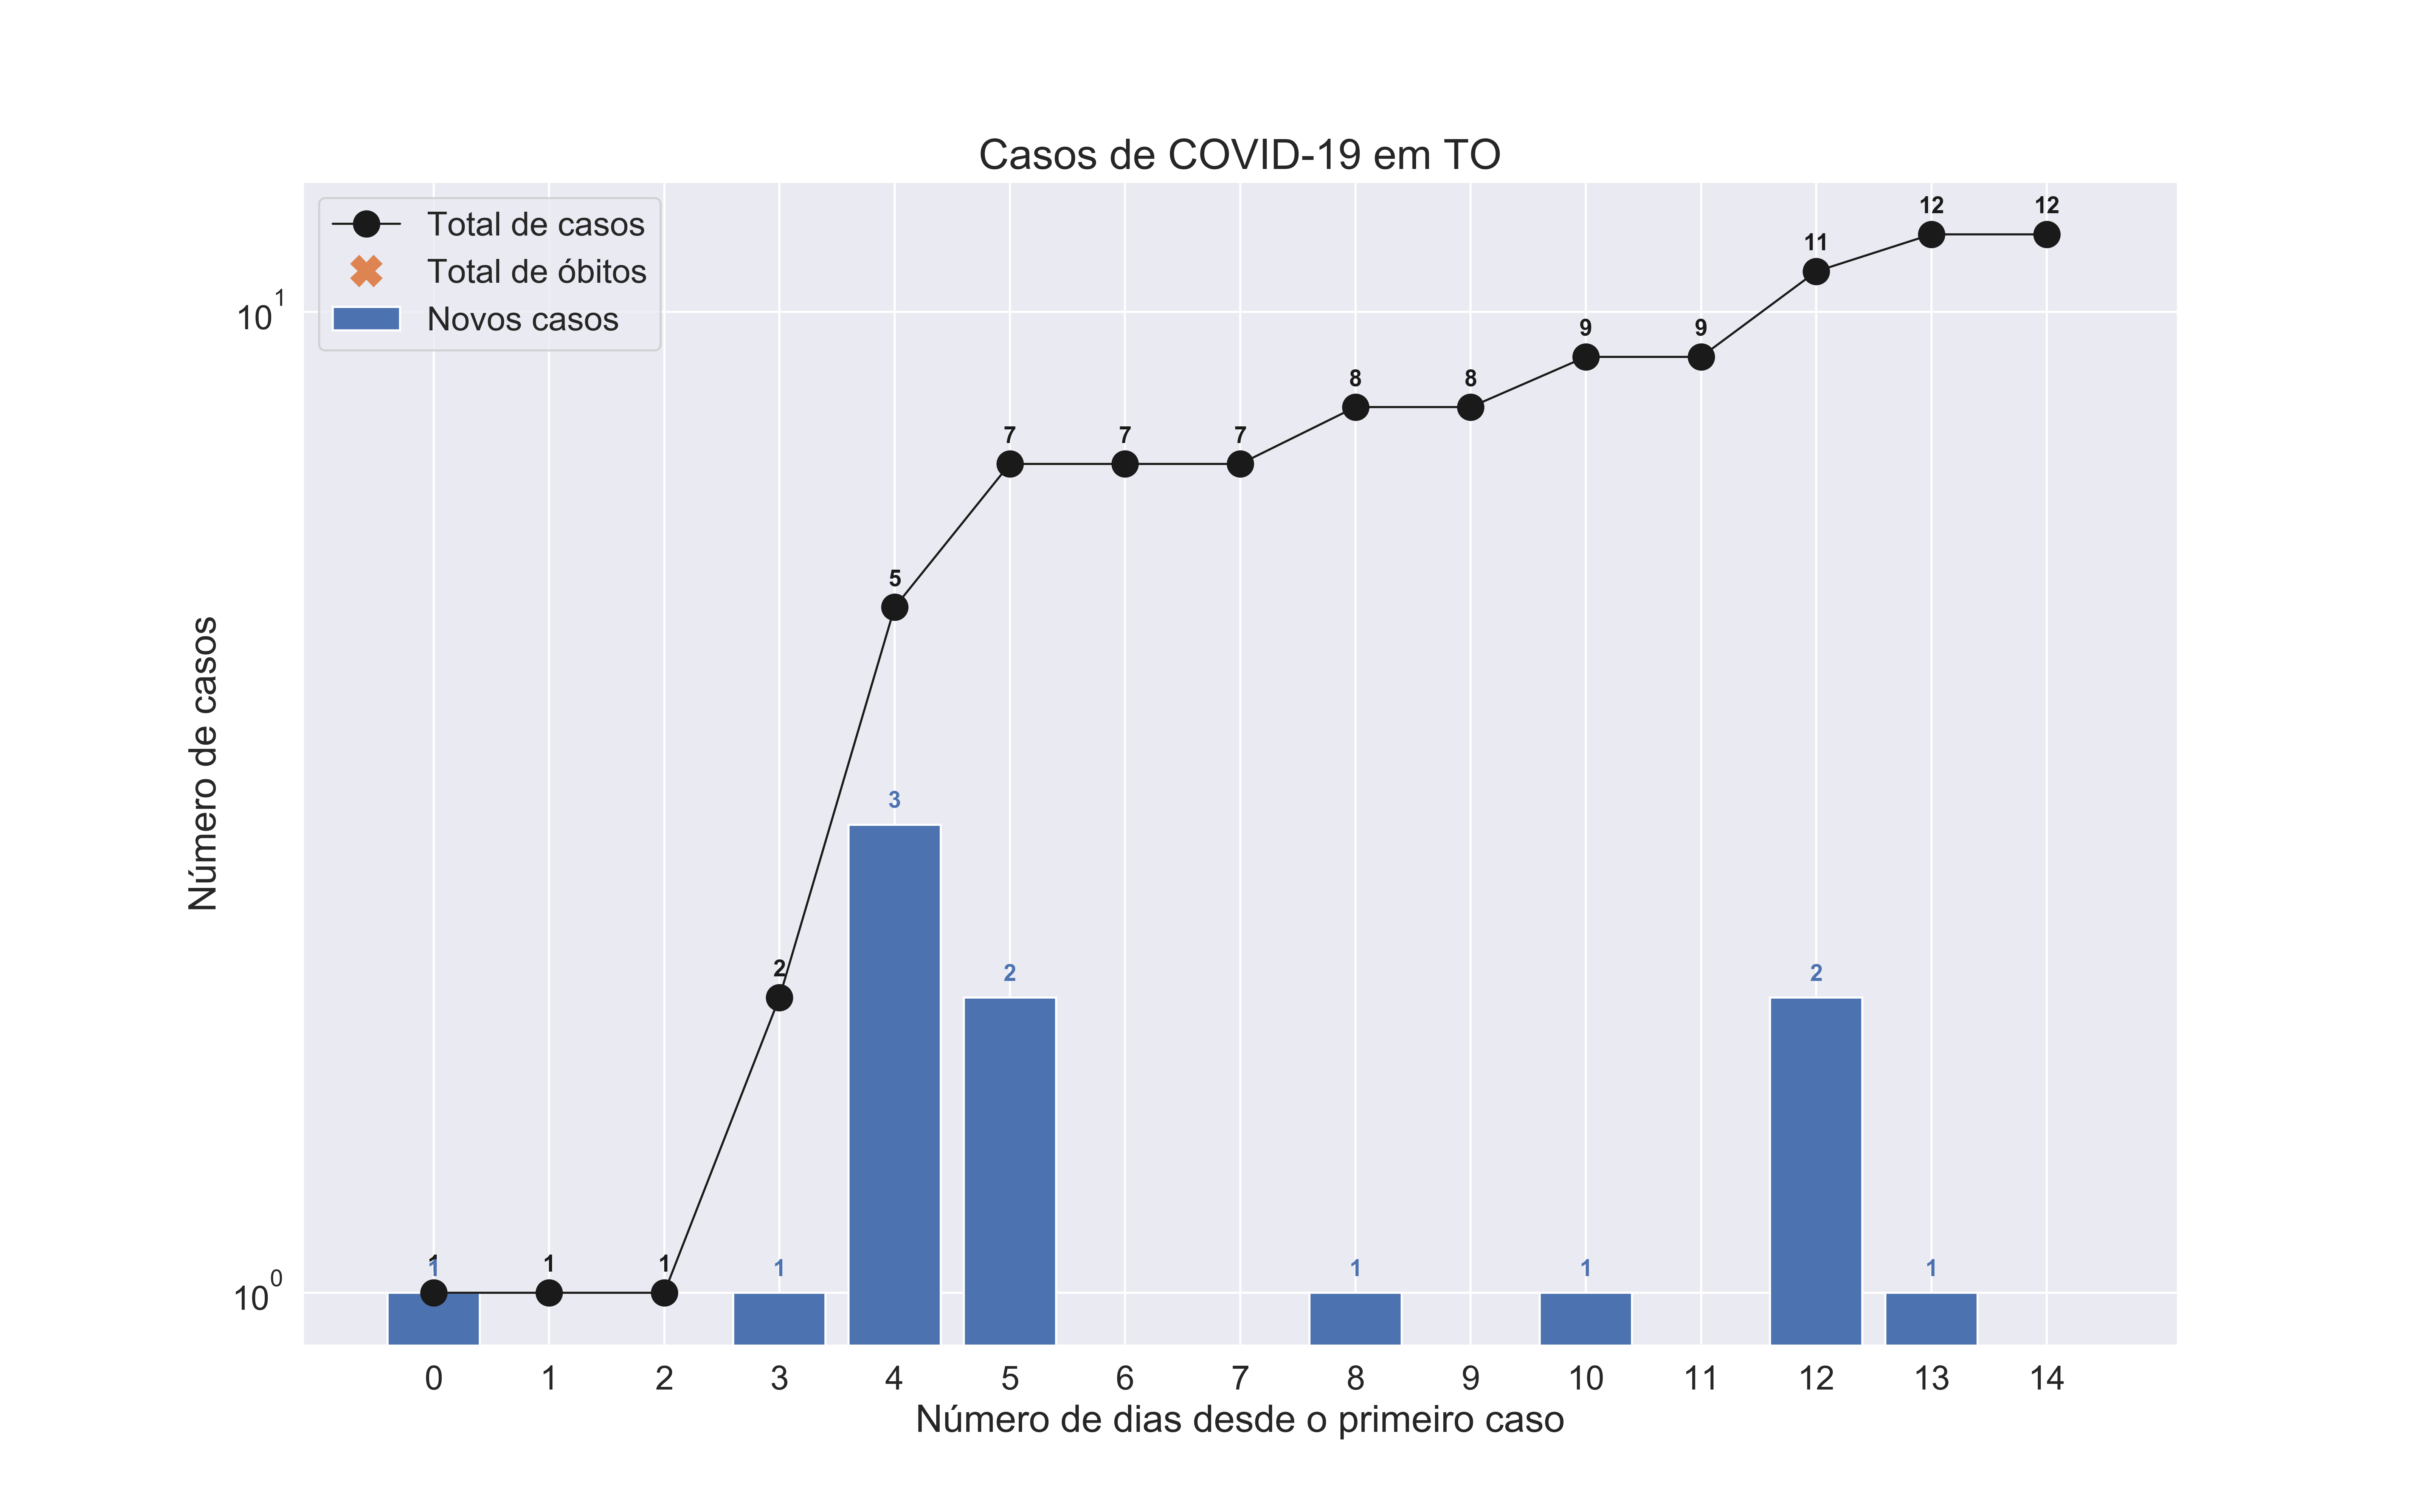 Casos de COVID-19 em TO
Total de casos
Total de óbitos
Novos casos
Número de casos
10^1
10^0
12 12
11
9 9
8 8
7 7 7
5
3
2 2 2
1 1 1
1 1 1 1 1
0 1 2 3 4 5 6 7 8 9 10 11 12 13 14
Número de dias desde o primeiro caso